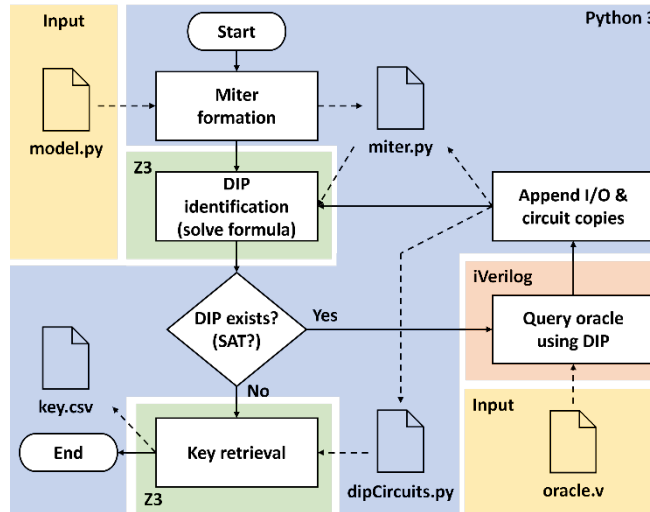 Input
Python 3
Start
model.py
Miter
formation
miter.py
Z3
DIP
identification
(solve formula)
Append I/O &
circuit copies
iVerilog
DIP exists?
(SAT?)
Yes
Query oracle
using DIP
No
key.csv
Input
End
Key retrieval
Z3
dipCircuits.py
oracle.v